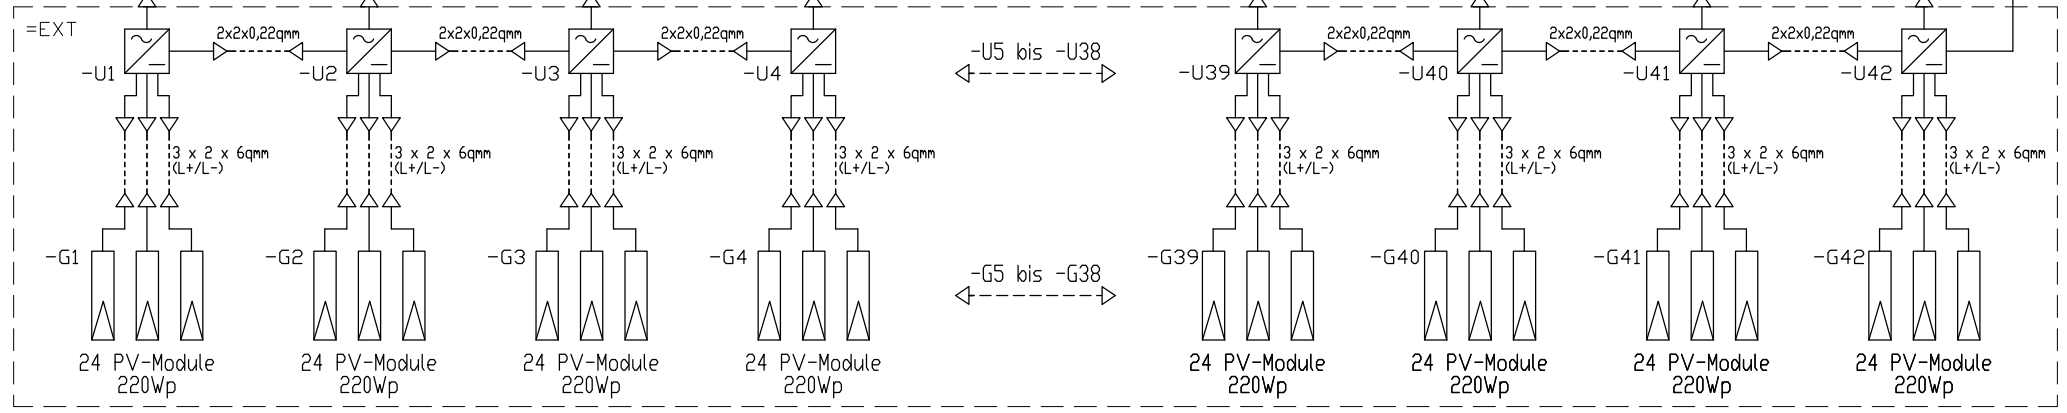 =EXT
2x2x0,22qmm
2x2x0,22qmm
2x2x0,22qmm
-U5 bis -U38
2x2x0,22qmm
2x2x0,22qmm
2x2x0,22qmm
-U1
-U2
-U3
-U4
-U39
-U40
-U41
-U42
3 x 2 x 6qmm
(L+/L-)
3 x 2 x 6qmm
(L+/L-)
3 x 2 x 6qmm
(L+/L-)
3 x 2 x 6qmm
(L+/L-)
3 x 2 x 6qmm
(L+/L-)
3 x 2 x 6qmm
(L+/L-)
3 x 2 x 6qmm
(L+/L-)
3 x 2 x 6qmm
(L+/L-)
-G1
-G2
-G3
-G4
-G5 bis -G38
-G39
-G40
-G41
-G42
24 PV-Module
220Wp
24 PV-Module
220Wp
24 PV-Module
220Wp
24 PV-Module
220Wp
24 PV-Module
220Wp
24 PV-Module
220Wp
24 PV-Module
220Wp
24 PV-Module
220Wp